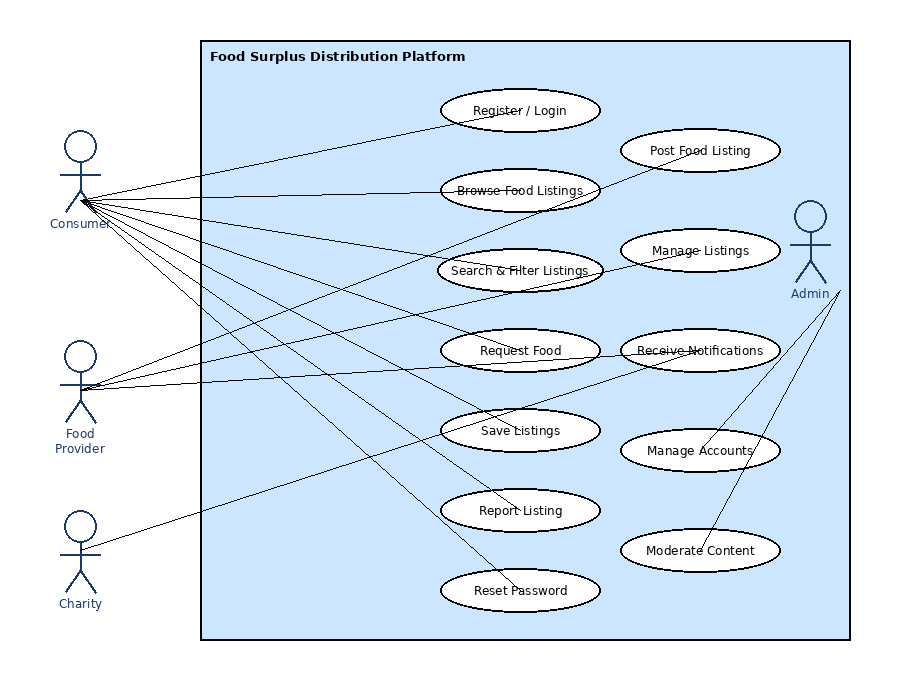 Food Surplus Distribution Platform
Register / Login
Post Food Listing
Browse Food Listings
Consumer
Manage Listings
Search & Filter Listings
Admin
Request Food
Receive Notifications
Food
Provider
Save Listings
Manage Accounts
Report Listing
Moderate Content
Reset Password
Charity